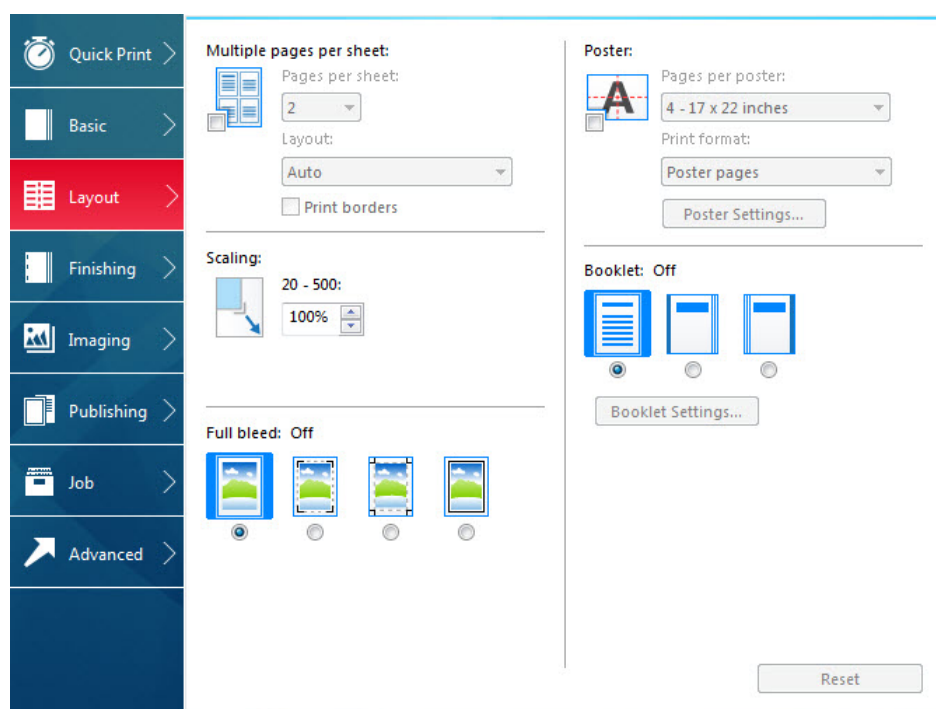 Quick Print
Basic
Layout
Finishing
Imaging
Publishing
Job
Advanced
Multiple pages per sheet:
Pages per sheet:
2
Layout:
Auto
Print borders
Scaling:
20 - 500:
100%
Full bleed: Off
Poster:
A
Pages per poster:
4 - 17 x 22 inches
Print format:
Poster pages
Poster Settings...
Booklet: Off
Booklet Settings...
Reset